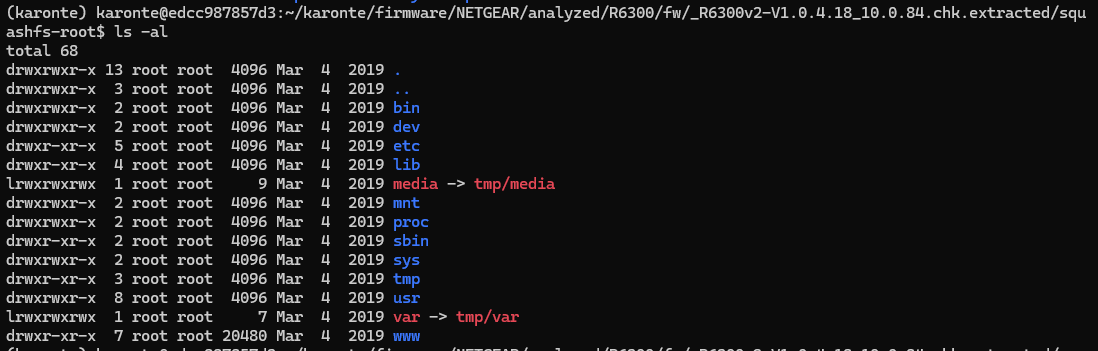 (karonte) karonte@edcc987857d3:~/karonte/firmware/NETGEAR/analyzed/R6300/fw/_R6300v2-V1.0.4.18_10.0.84.chk.extracted/squ
ashfs-root$ ls -al
total 68
drwxrwxr-x 13 root root  4096 Mar  4  2019 .
drwxrwxr-x  3 root root  4096 Mar  4  2019 ..
drwxrwxr-x  2 root root  4096 Mar  4  2019 bin
drwxrwxr-x  2 root root  4096 Mar  4  2019 dev
drwxrwxr-x  5 root root  4096 Mar  4  2019 etc
drwxrwxr-x  4 root root  4096 Mar  4  2019 lib
lrwxrwxrwx  1 root root     9 Mar  4  2019 media -> tmp/media
drwxrwxr-x  2 root root  4096 Mar  4  2019 mnt
drwxrwxr-x  2 root root  4096 Mar  4  2019 proc
drwxr-xr-x  2 root root  4096 Mar  4  2019 sbin
drwxr-xr-x  2 root root  4096 Mar  4  2019 sys
drwxr-xr-x  3 root root  4096 Mar  4  2019 tmp
drwxr-xr-x  8 root root  4096 Mar  4  2019 usr
lrwxrwxrwx  1 root root     7 Mar  4  2019 var -> tmp/var
drwxr-xr-x  7 root root 20480 Mar  4  2019 www